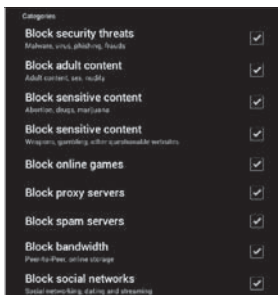 Categories
Block security threats
Malware, virus, phishing, frauds
Block adult content
Adult content, sex, nudity
Block sensitive content
Abortion, drugs, marijuana
Block sensitive content
Weapons, gambling, other questionable websites
Block online games
Block proxy servers
Block spam servers
Block bandwidth
Peer-to-Peer, online storage
Block social networks
Social networking, dating and streaming